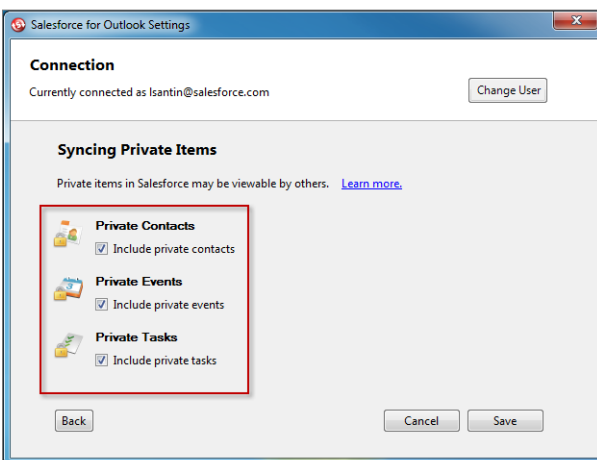 Salesforce for Outlook Settings
Connection
Currently connected as lsantin@salesforce.com
Change User
Syncing Private Items
Private items in Salesforce may be viewable by others. Learn more.
Private Contacts
Include private contacts
Private Events
Include private events
Private Tasks
Include private tasks
Back
Cancel
Save